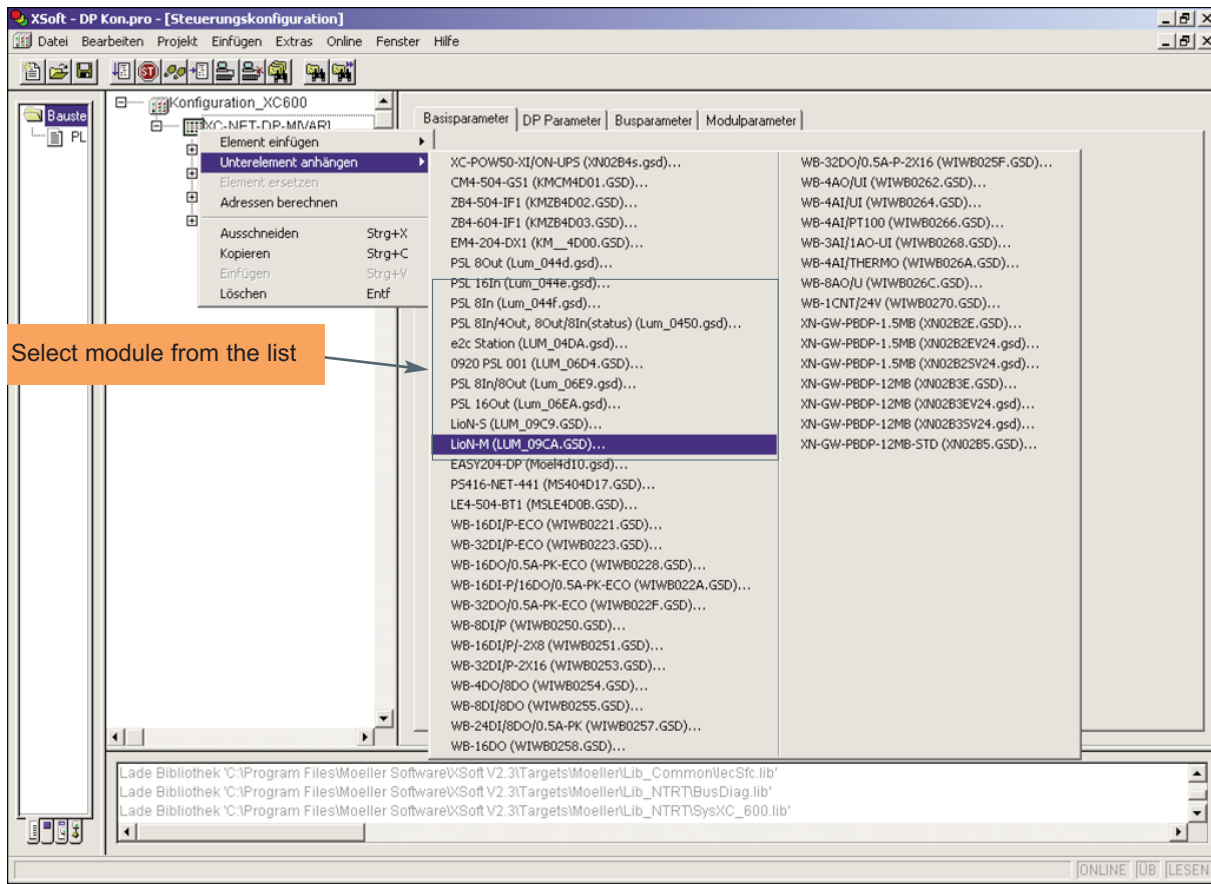 XSoft - DP Kon.pro - [Steuerungskonfiguration]
Datei Bearbeiten Projekt Einfügen Extras Online Fenster Hilfe
Bauste
PL
Konfiguration_XC600
XC-NET-DP-M[VAR]
Basisparameter DP Parameter Busparameter Modulparameter
Element einfügen
Unterelement anhängen
Element ersetzen
Adressen berechnen
Ausschneiden Strg+X
Kopieren Strg+C
Einfügen Strg+V
Löschen Entf
Select module from the list
XC-POW50-XI/ON-UPS (XN02B4s.gsd)...
CM4-504-GS1 (KMCM4D01.GSD)...
ZB4-504-IF1 (KMZB4D02.GSD)...
ZB4-604-IF1 (KMZB4D03.GSD)...
EM4-204-DX1 (KM__4D00.GSD)...
PSL 8Out (Lum_044d.gsd)...
PSL 16In (Lum_044e.gsd)...
PSL 8In (Lum_044f.gsd)...
PSL 8In/4Out, 8Out/8In(status) (Lum_0450.gsd)...
e2c Station (LUM_04DA.gsd)...
0920 PSL 001 (LUM_06D4.gsd)...
PSL 8In/8Out (Lum_06E9.gsd)...
PSL 16Out (Lum_06EA.gsd)...
LioN-S (LUM_09C9.GSD)...
LioN-M (LUM_09CA.GSD)...
EASY204-DP (Moel4d10.gsd)...
PS416-NET-441 (MS404D17.GSD)...
LE4-504-BT1 (MSLE4D0B.GSD)...
WB-16DI/P-ECO (WIWB0221.GSD)...
WB-32DI/P-ECO (WIWB0223.GSD)...
WB-16DO/0.5A-PK-ECO (WIWB0228.GSD)...
WB-16DI-P/16DO/0.5A-PK-ECO (WIWB022A.GSD)...
WB-32DO/0.5A-PK-ECO (WIWB022F.GSD)...
WB-8DI/P (WIWB0250.GSD)...
WB-16DI/P/-2X8 (WIWB0251.GSD)...
WB-32DI/P-2X16 (WIWB0253.GSD)...
WB-4DO/8DO (WIWB0254.GSD)...
WB-8DI/8DO (WIWB0255.GSD)...
WB-24DI/8DO/0.5A-PK (WIWB0257.GSD)...
WB-16DO (WIWB0258.GSD)...
WB-32DO/0.5A-P-2X16 (WIWB025F.GSD)...
WB-4AO/UI (WIWB0262.GSD)...
WB-4AI/UI (WIWB0264.GSD)...
WB-4AI/PT100 (WIWB0266.GSD)...
WB-3AI/1AO-UI (WIWB0268.GSD)...
WB-4AI/THERMO (WIWB026A.GSD)...
WB-8AO/U (WIWB026C.GSD)...
WB-1CNT/24V (WIWB0270.GSD)...
XN-GW-PBDP-1.5MB (XN02B2E.GSD)...
XN-GW-PBDP-1.5MB (XN02B2EV24.gsd)...
XN-GW-PBDP-1.5MB (XN02B2SV24.gsd)...
XN-GW-PBDP-12MB (XN02B3E.GSD)...
XN-GW-PBDP-12MB (XN02B3EV24.gsd)...
XN-GW-PBDP-12MB (XN02B3SV24.gsd)...
XN-GW-PBDP-12MB-STD (XN02B5.GSD)...
Lade Bibliothek 'C:\Program Files\Moeller Software\XSoft V2.3\Targets\Moeller\Lib_Common\IecSfc.lib'
Lade Bibliothek 'C:\Program Files\Moeller Software\XSoft V2.3\Targets\Moeller\Lib_NTRT\BusDiag.lib'
Lade Bibliothek 'C:\Program Files\Moeller Software\XSoft V2.3\Targets\Moeller\Lib_NTRT\SysXC_600.lib'
ONLINE ÜB LESEN